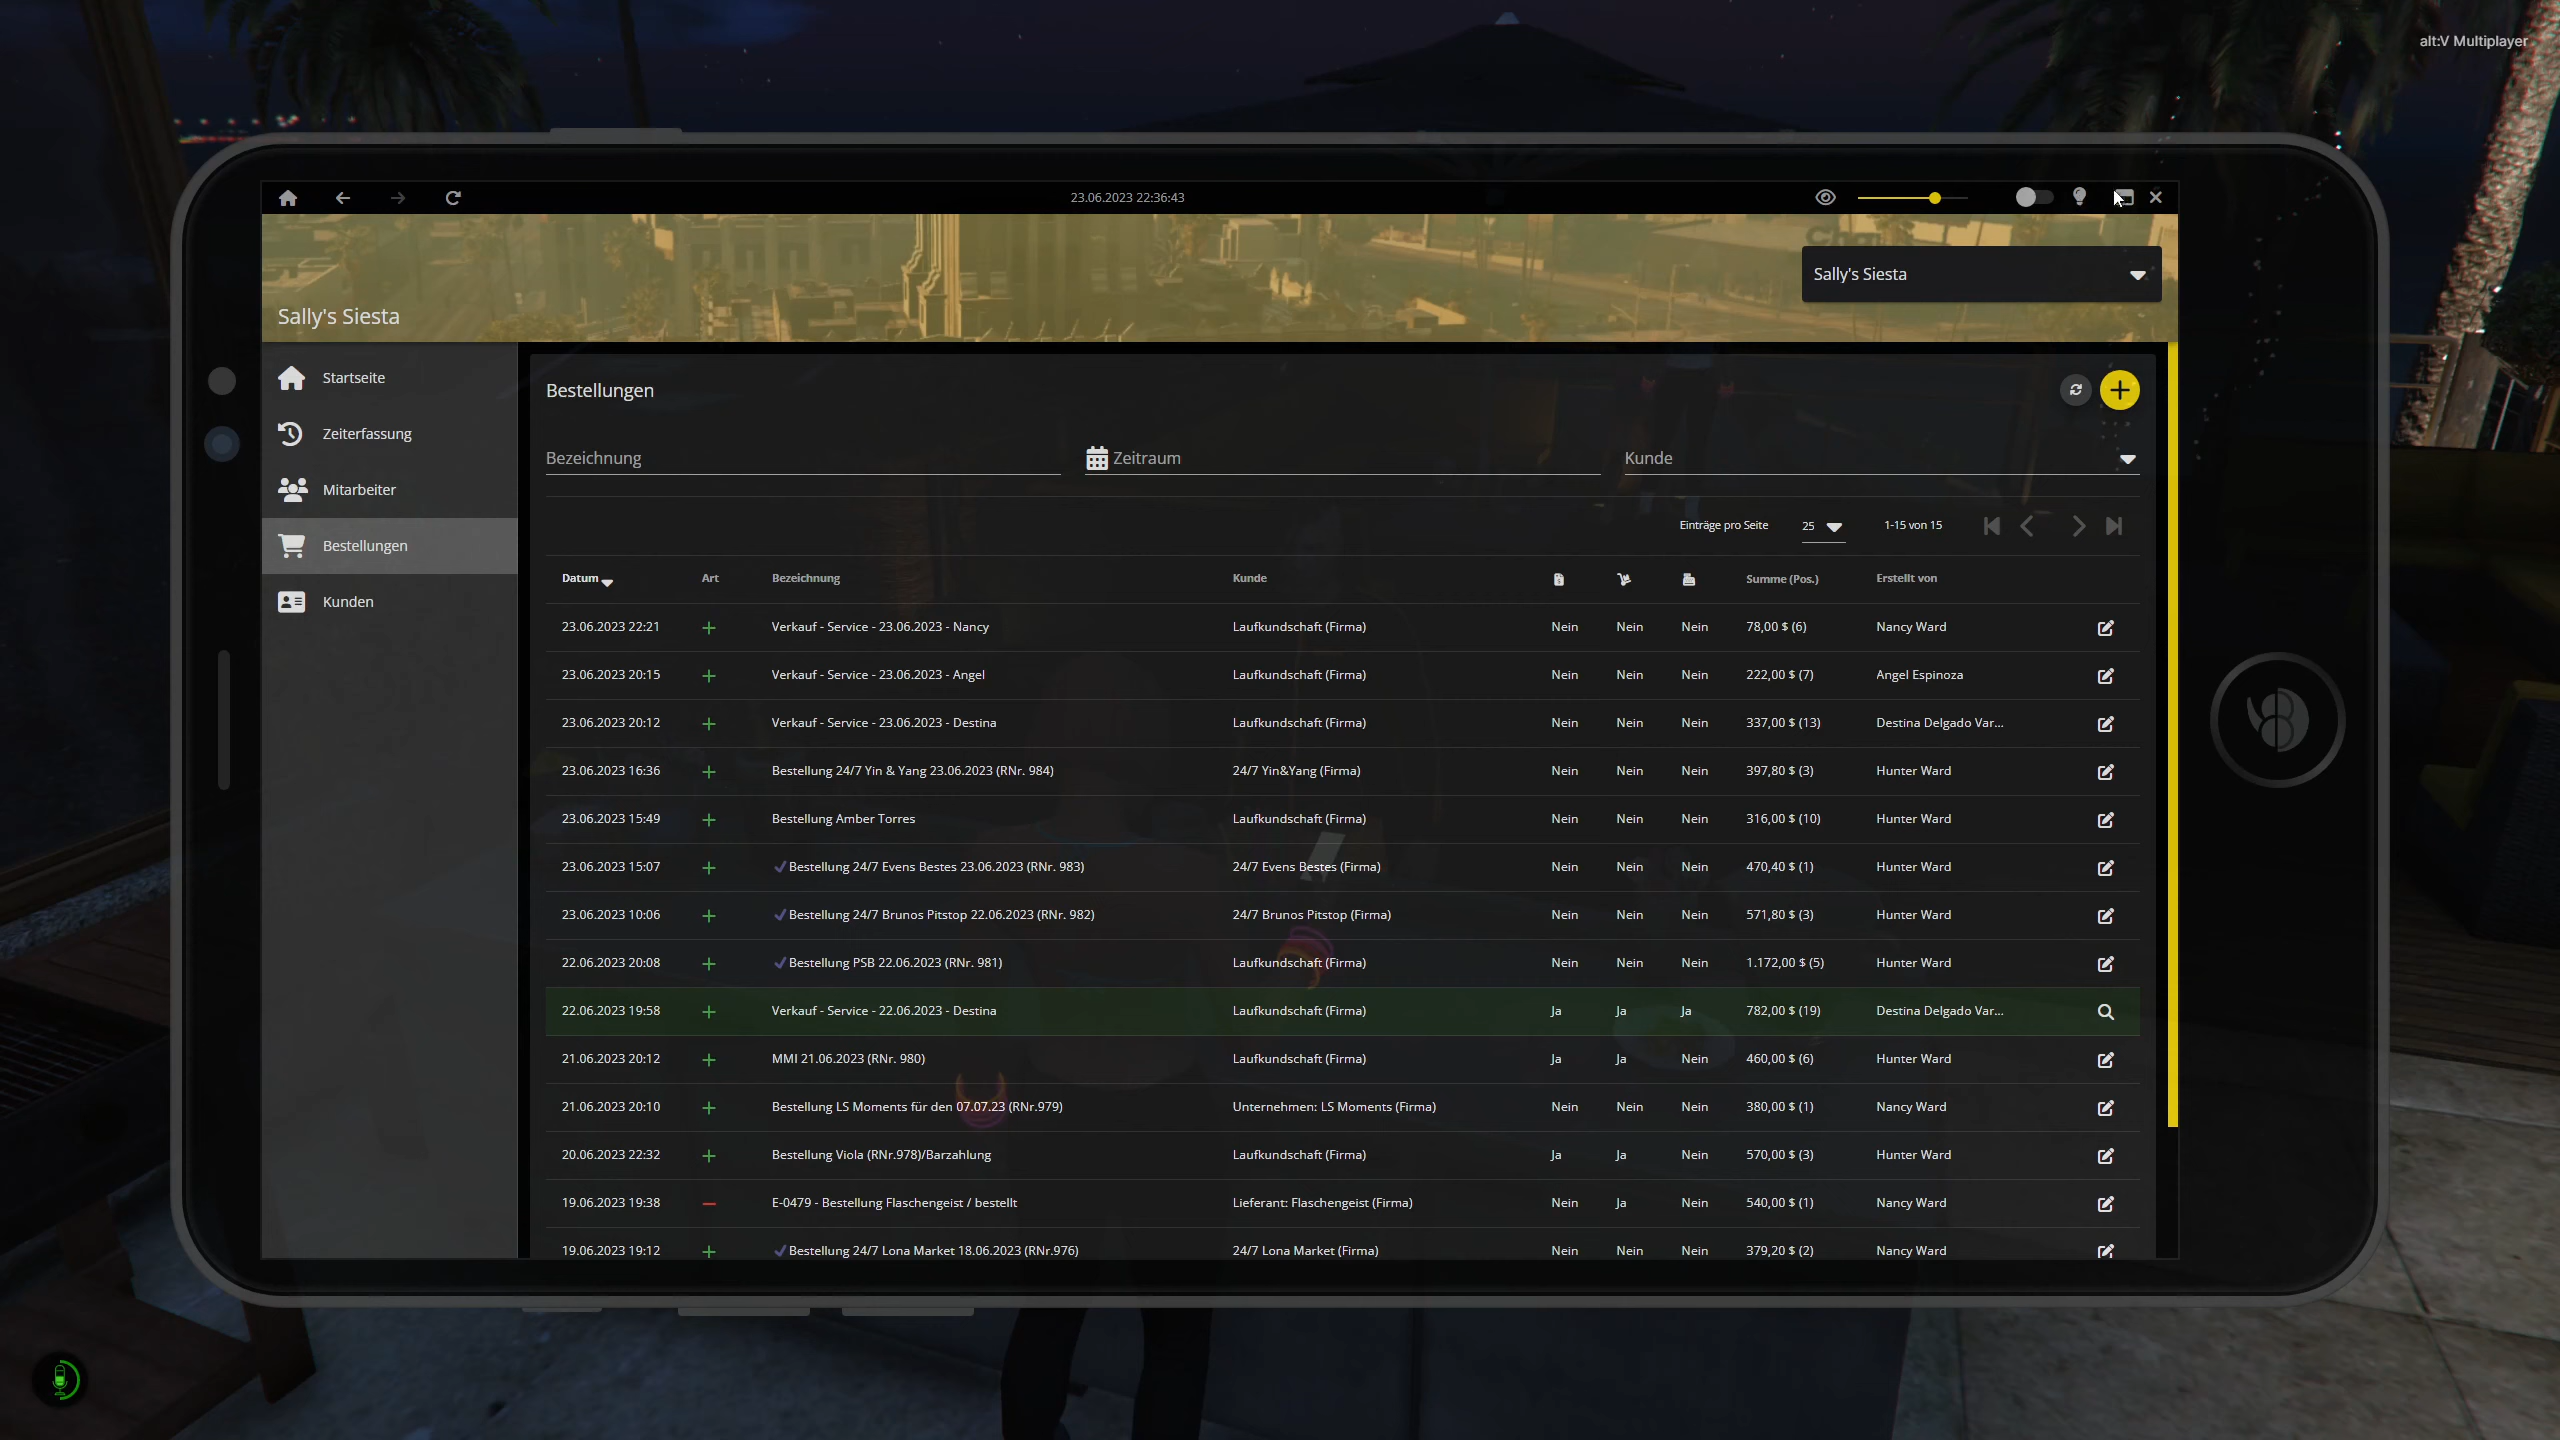 alt:V Multiplayer
23.06.2023 22:36:43
Sally's Siesta
Sally's Siesta
Startseite
Zeiterfassung
Mitarbeiter
Bestellungen
Kunden
Bestellungen
Bezeichnung Zeitraum Kunde
Einträge pro Seite 25 1-15 von 15
Datum Art Bezeichnung Kunde Summe (Pos.) Erstellt von
23.06.2023 22:21 + Verkauf - Service - 23.06.2023 - Nancy Laufkundschaft (Firma) Nein Nein Nein 78,00 $ (6) Nancy Ward
23.06.2023 20:15 + Verkauf - Service - 23.06.2023 - Angel Laufkundschaft (Firma) Nein Nein Nein 222,00 $ (7) Angel Espinoza
23.06.2023 20:12 + Verkauf - Service - 23.06.2023 - Destina Laufkundschaft (Firma) Nein Nein Nein 337,00 $ (13) Destina Delgado Var...
23.06.2023 16:36 + Bestellung 24/7 Yin & Yang 23.06.2023 (RNr. 984) 24/7 Yin&Yang (Firma) Nein Nein Nein 397,80 $ (3) Hunter Ward
23.06.2023 15:49 + Bestellung Amber Torres Laufkundschaft (Firma) Nein Nein Nein 316,00 $ (10) Hunter Ward
23.06.2023 15:07 + ✓Bestellung 24/7 Evens Bestes 23.06.2023 (RNr. 983) 24/7 Evens Bestes (Firma) Nein Nein Nein 470,40 $ (1) Hunter Ward
23.06.2023 10:06 + ✓Bestellung 24/7 Brunos Pitstop 22.06.2023 (RNr. 982) 24/7 Brunos Pitstop (Firma) Nein Nein Nein 571,80 $ (3) Hunter Ward
22.06.2023 20:08 + ✓Bestellung PSB 22.06.2023 (RNr. 981) Laufkundschaft (Firma) Nein Nein Nein 1.172,00 $ (5) Hunter Ward
22.06.2023 19:58 + Verkauf - Service - 22.06.2023 - Destina Laufkundschaft (Firma) Ja Ja Ja 782,00 $ (19) Destina Delgado Var...
21.06.2023 20:12 + MMI 21.06.2023 (RNr. 980) Laufkundschaft (Firma) Ja Ja Nein 460,00 $ (6) Hunter Ward
21.06.2023 20:10 + Bestellung LS Moments für den 07.07.23 (RNr.979) Unternehmen: LS Moments (Firma) Nein Nein Nein 380,00 $ (1) Nancy Ward
20.06.2023 22:32 + Bestellung Viola (RNr.978)/Barzahlung Laufkundschaft (Firma) Ja Ja Nein 570,00 $ (3) Hunter Ward
19.06.2023 19:38 − E-0479 - Bestellung Flaschengeist / bestellt Lieferant: Flaschengeist (Firma) Nein Ja Nein 540,00 $ (1) Nancy Ward
19.06.2023 19:12 + ✓Bestellung 24/7 Lona Market 18.06.2023 (RNr.976) 24/7 Lona Market (Firma) Nein Nein Nein 379,20 $ (2) Nancy Ward